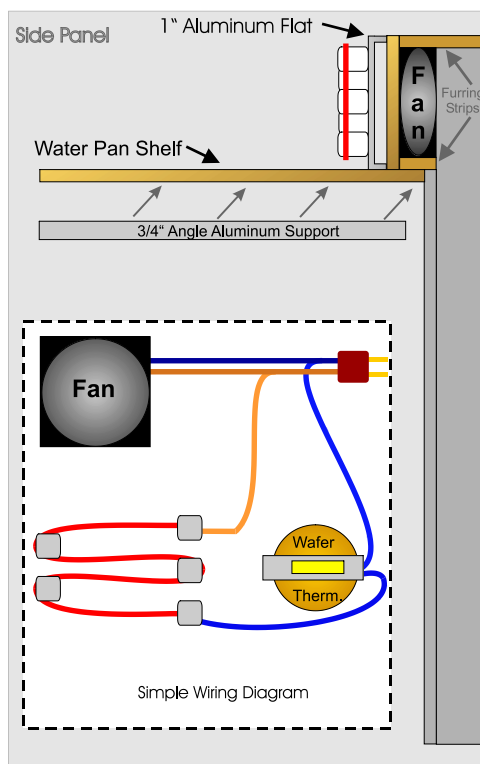 Side Panel
1“ Aluminum Flat
Fan
Furring
Strips
Water Pan Shelf
3/4“ Angle Aluminum Support
Fan
Wafer
Therm.
Simple Wiring Diagram